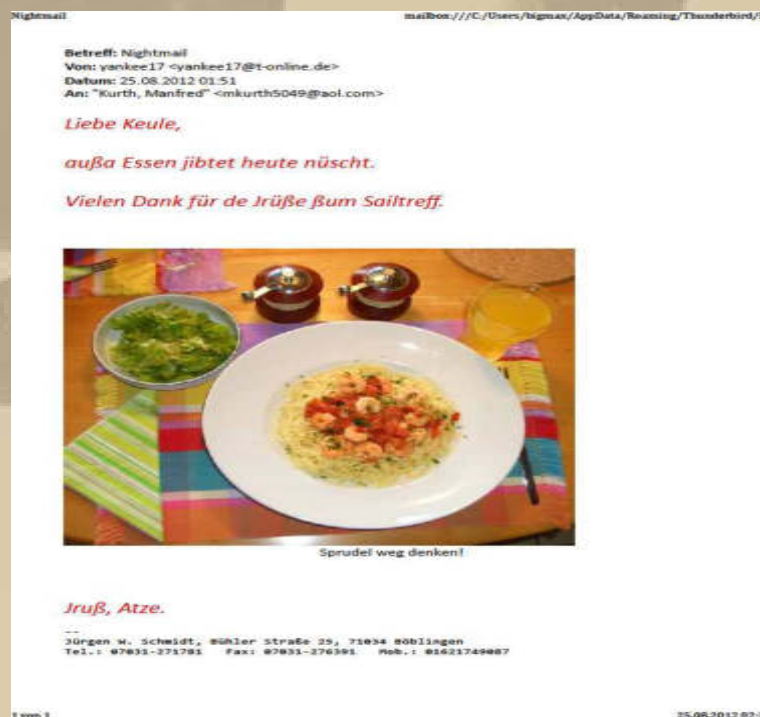 Nightmail
mailbox:///C:/Users/bigmax/AppData/Roaming/Thunderbird/
Betreff: Nightmail
Von: yankee17 <yankee17@t-online.de>
Datum: 25.08.2012 01:51
An: "Kurth, Manfred" <mkurth5049@aol.com>
Liebe Keule,
außa Essen jibtet heute nüscht.
Vielen Dank für de Jrüße ßum Sailtreff.
Sprudel weg denken!
Jruß, Atze.
--
Jürgen W. Schmidt, Bühler Straße 25, 71034 Böblingen
Tel.: 07031-271781 Fax: 07031-276391 Mob.: 01621749087
1 von 1
25.08.2012 02: